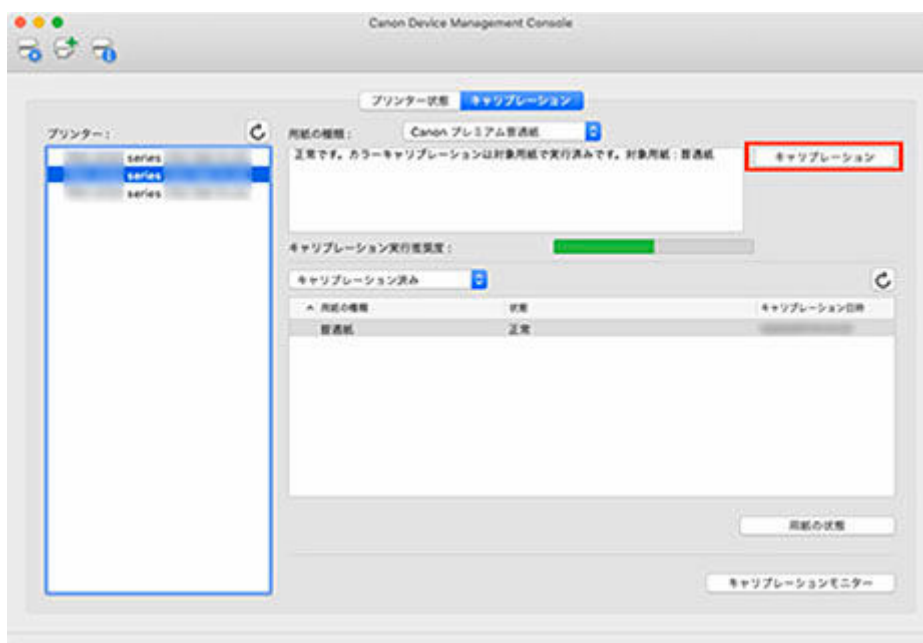 Canon Device Management Console
プリンター状態 キャリブレーション
プリンター:
用紙の種類: Canon プレミアム普通紙
series
series
series
正常です。カラーキャリブレーションは対象用紙で実行済みです。対象用紙:普通紙
キャリブレーション
キャリブレーション実行推奨度:
キャリブレーション済み
用紙の種類 状態 キャリブレーション日時
普通紙 正常
用紙の状態
キャリブレーションモニター